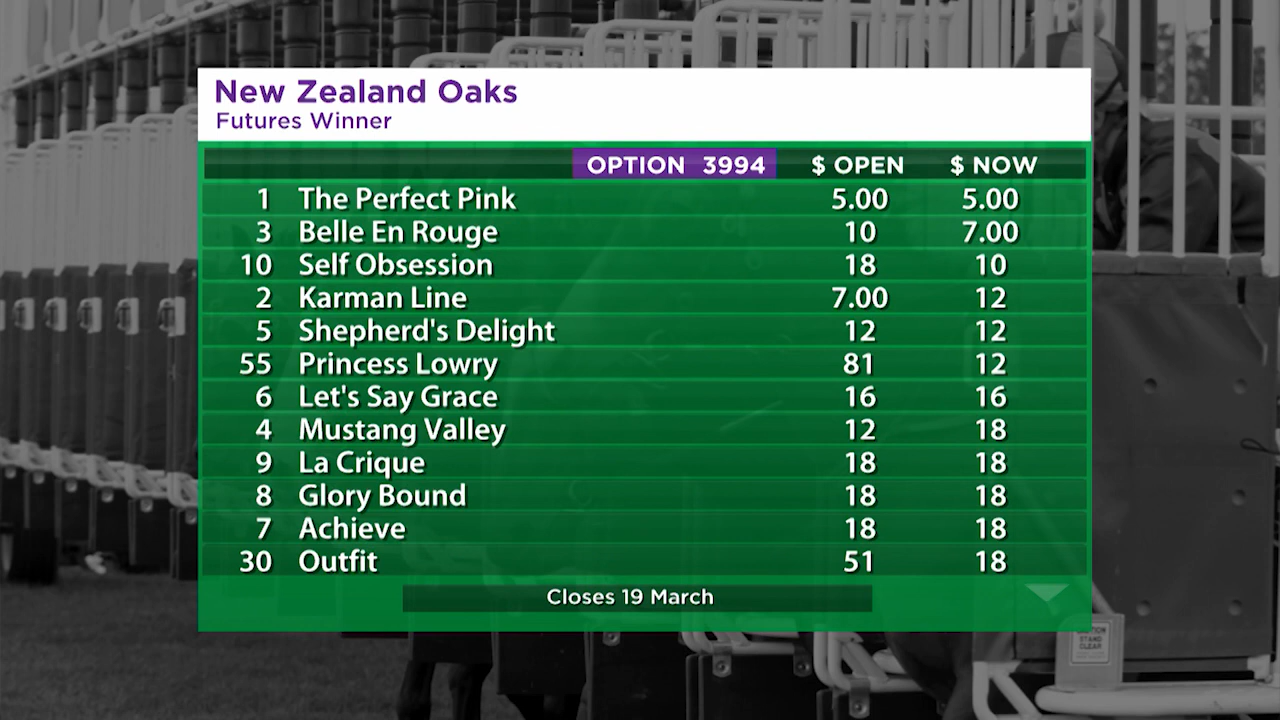 New Zealand Oaks
Futures Winner
OPTION 3994 $ OPEN $ NOW
1 The Perfect Pink 5.00 5.00
3 Belle En Rouge 10 7.00
10 Self Obsession 18 10
2 Karman Line 7.00 12
5 Shepherd's Delight 12 12
55 Princess Lowry 81 12
6 Let's Say Grace 16 16
4 Mustang Valley 12 18
9 La Crique 18 18
8 Glory Bound 18 18
7 Achieve 18 18
30 Outfit 51 18
Closes 19 March
CAUTION
STAND
CLEAR